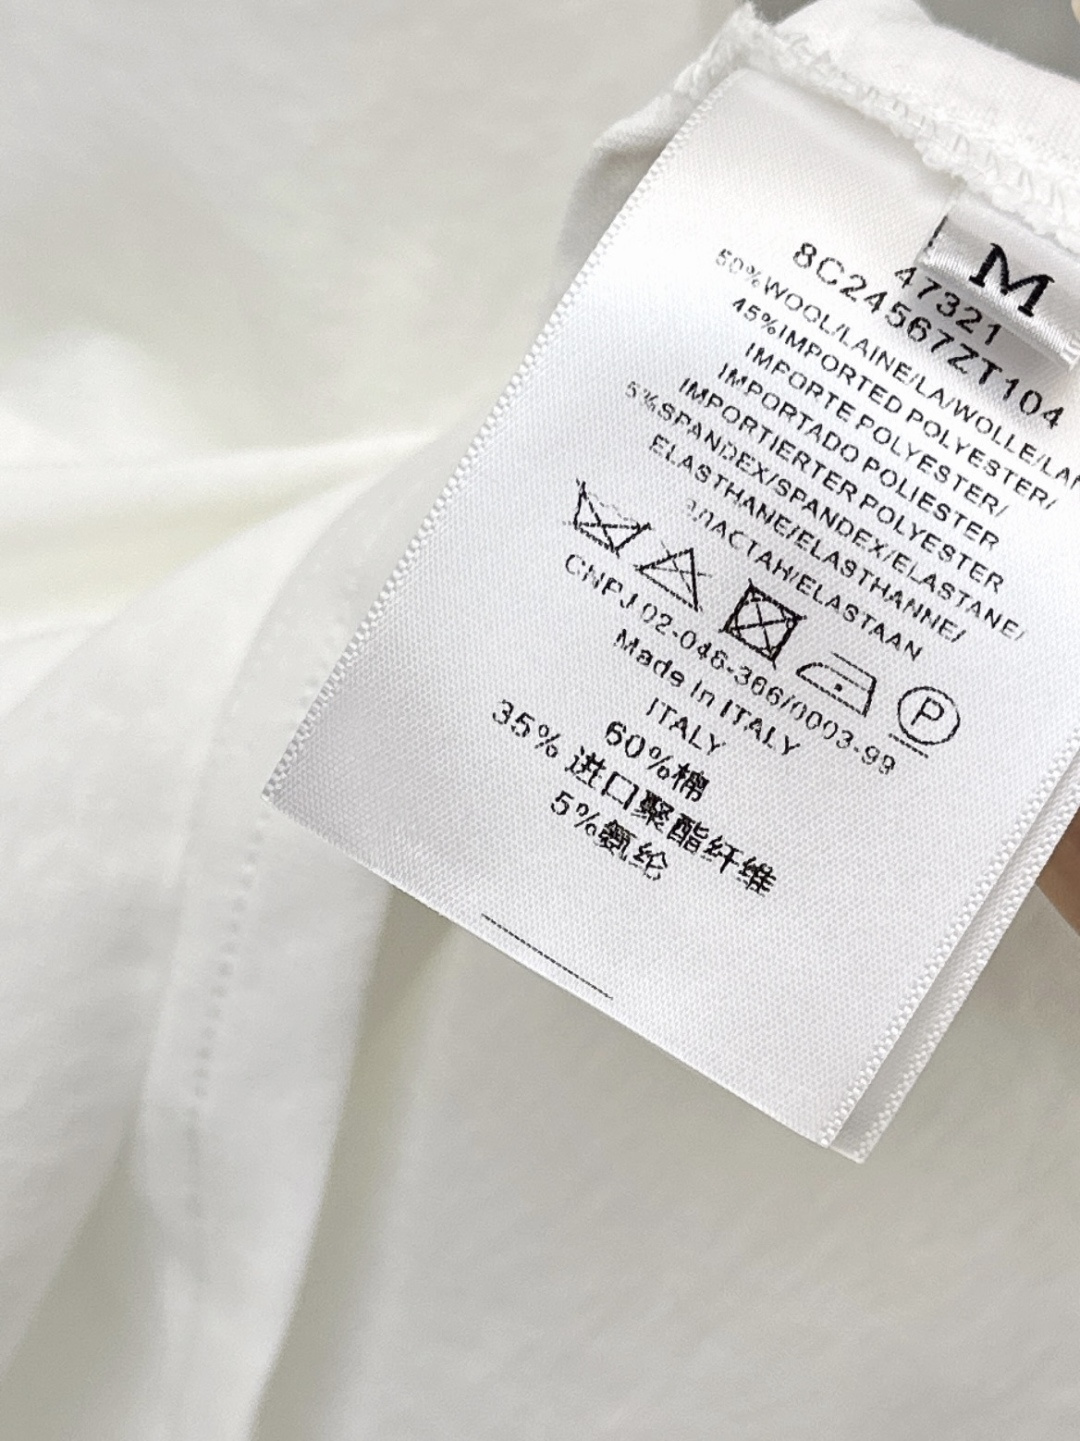 M
47321
8C24567ZT104
50%WOOL/LAINE/LA/WOLLE/LA
45%IMPORTED POLYESTER/
IMPORTE POLYESTER/
IMPORTADO POLIESTER
IMPORTIERTER POLYESTER
5%SPANDEX/SPANDEX/ELASTANE/
ELASTHANE/ELASTHANNE/
ЭЛАСТАН/ELASTAAN
P
CNPJ 02-046-366/0003-99
Made In ITALY
ITALY
60%棉
35% 进口聚酯纤维
5%氨纶